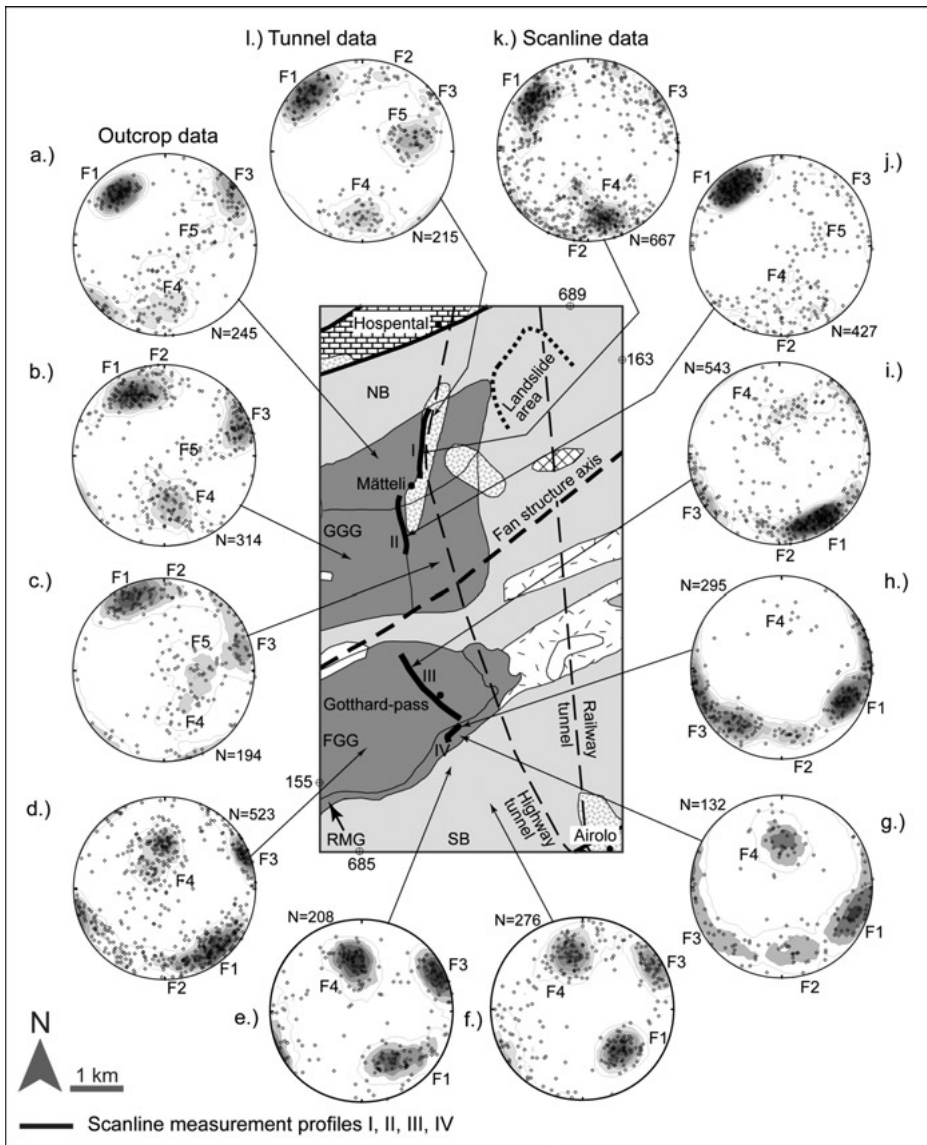 l.) Tunnel data
k.) Scanline data
F1
F2
F3
F5
F4
N=215
F1
F3
F4
F2
N=667
Outcrop data
a.)
F1
F3
F5
F4
N=245
j.)
F1
F3
F5
F4
F2
N=427
b.)
F1
F2
F3
F5
F4
N=314
i.)
N=543
F4
F3
F2
F1
c.)
F1
F2
F3
F5
F4
N=194
h.)
N=295
F4
F3
F1
F2
d.)
N=523
F3
F4
F1
F2
g.)
N=132
F4
F3
F1
F2
e.)
N=208
F3
F4
F1
f.)
N=276
F3
F4
F1
689
Hospental
163
NB
Landslide
area
I
Mätteli
Fan structure axis
GGG
II
III
Gotthard-pass
Railway
tunnel
FGG
IV
155
Highway
tunnel
RMG
SB
Airolo
685
N
1 km
Scanline measurement profiles I, II, III, IV